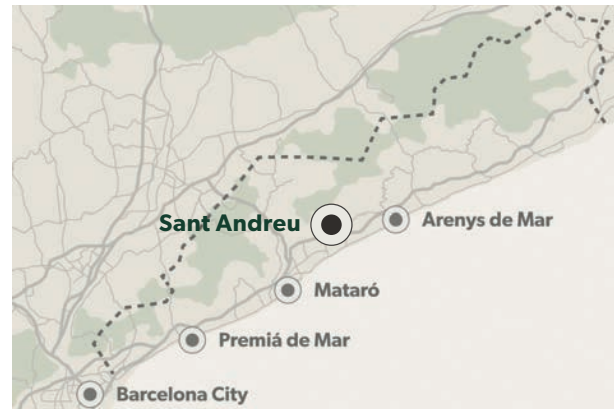 Sant Andreu
Arenys de Mar
Mataró
Premiá de Mar
Barcelona City